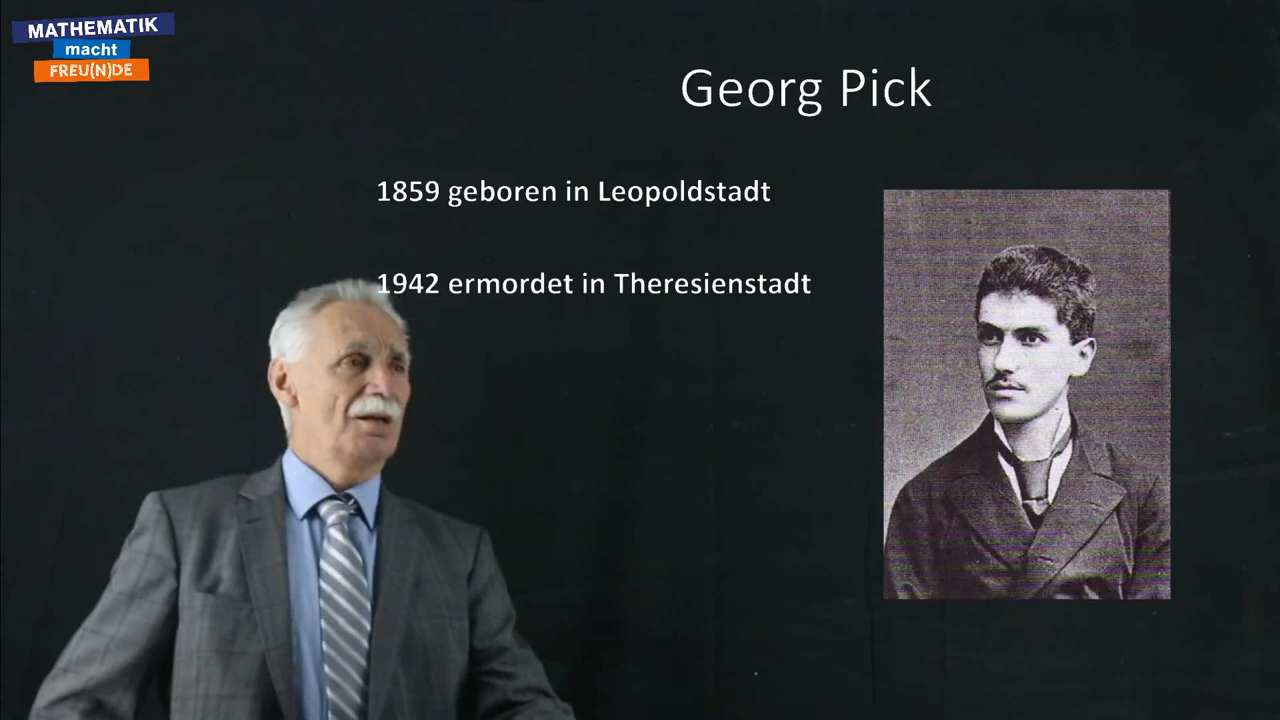 MATHEMATIK
macht
FREU(N)DE
Georg Pick
1859 geboren in Leopoldstadt
1942 ermordet in Theresienstadt